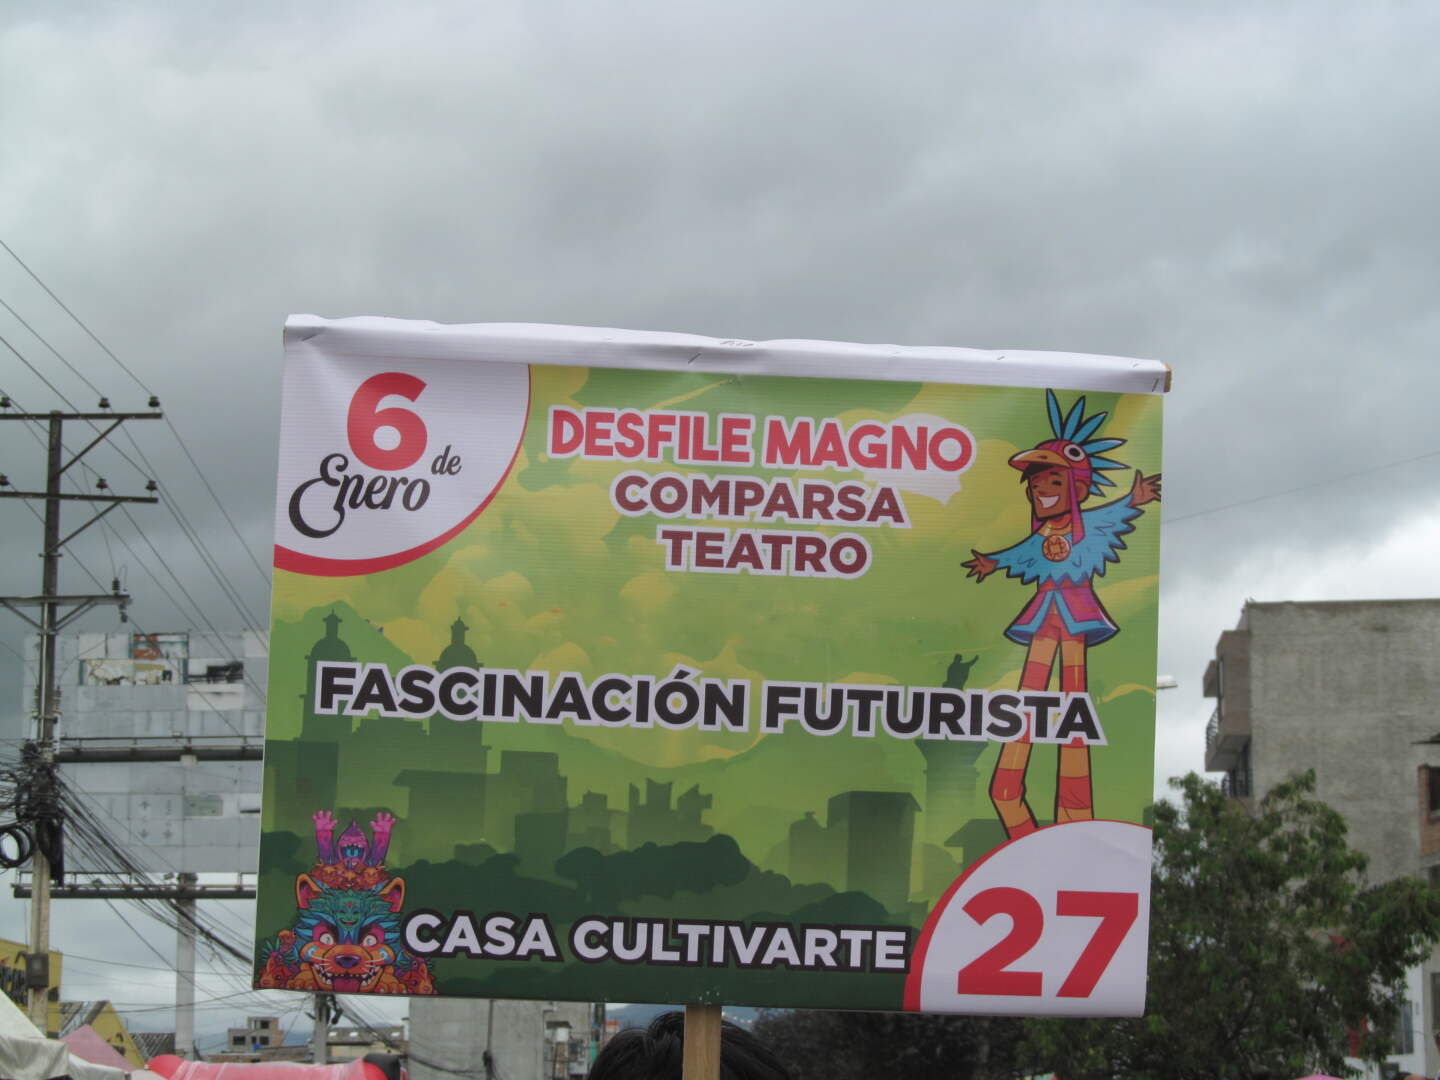 6
de
Enero
DESFILE MAGNO
COMPARSA
TEATRO
FASCINACIÓN FUTURISTA
CASA CULTIVARTE
27